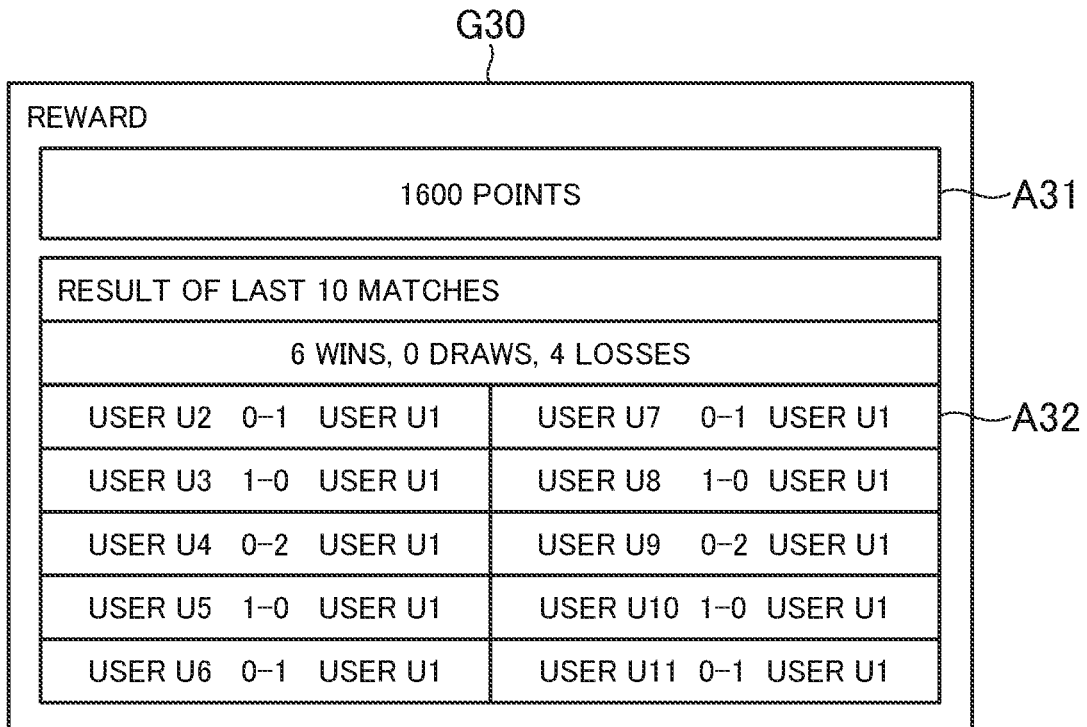 G30
REWARD
1600 POINTS
A31
RESULT OF LAST 10 MATCHES
6 WINS, 0 DRAWS, 4 LOSSES
USER U2 0-1 USER U1 USER U7 0-1 USER U1
A32
USER U3 1-0 USER U1 USER U8 1-0 USER U1
USER U4 0-2 USER U1 USER U9 0-2 USER U1
USER U5 1-0 USER U1 USER U10 1-0 USER U1
USER U6 0-1 USER U1 USER U11 0-1 USER U1